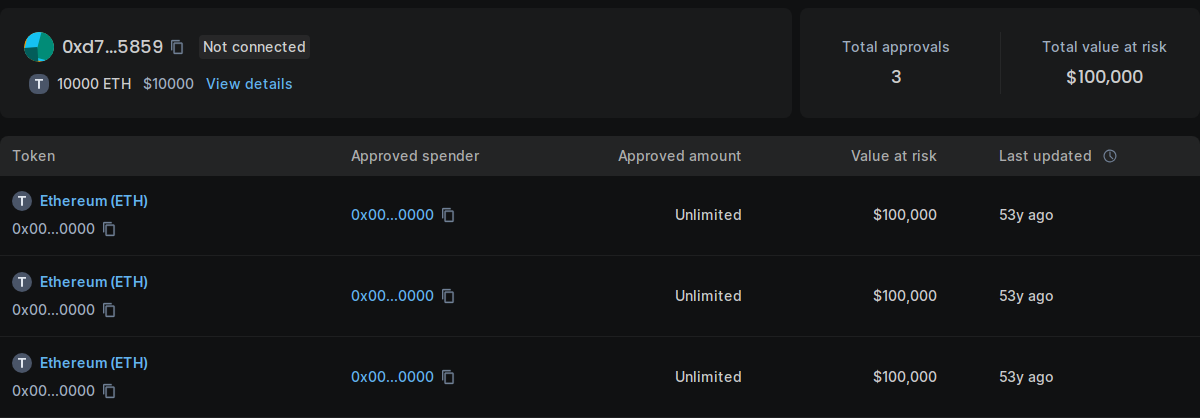 0xd7...5859 Not connected
T 10000 ETH $10000 View details
Total approvals
3
Total value at risk
$100,000
Token Approved spender Approved amount Value at risk Last updated
T Ethereum (ETH)
0x00...0000
0x00...0000 Unlimited $100,000 53y ago
T Ethereum (ETH)
0x00...0000
0x00...0000 Unlimited $100,000 53y ago
T Ethereum (ETH)
0x00...0000
0x00...0000 Unlimited $100,000 53y ago